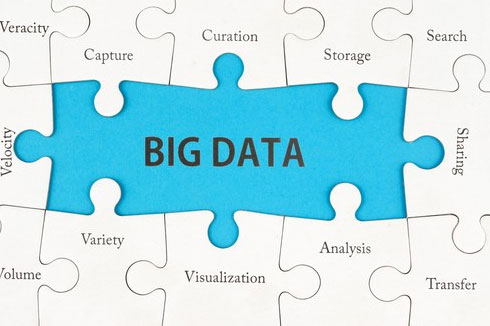 Veracity
Capture
Curation
Storage
Search
Velocity
BIG DATA
Sharing
Variety
Analysis
Volume
Visualization
Transfer